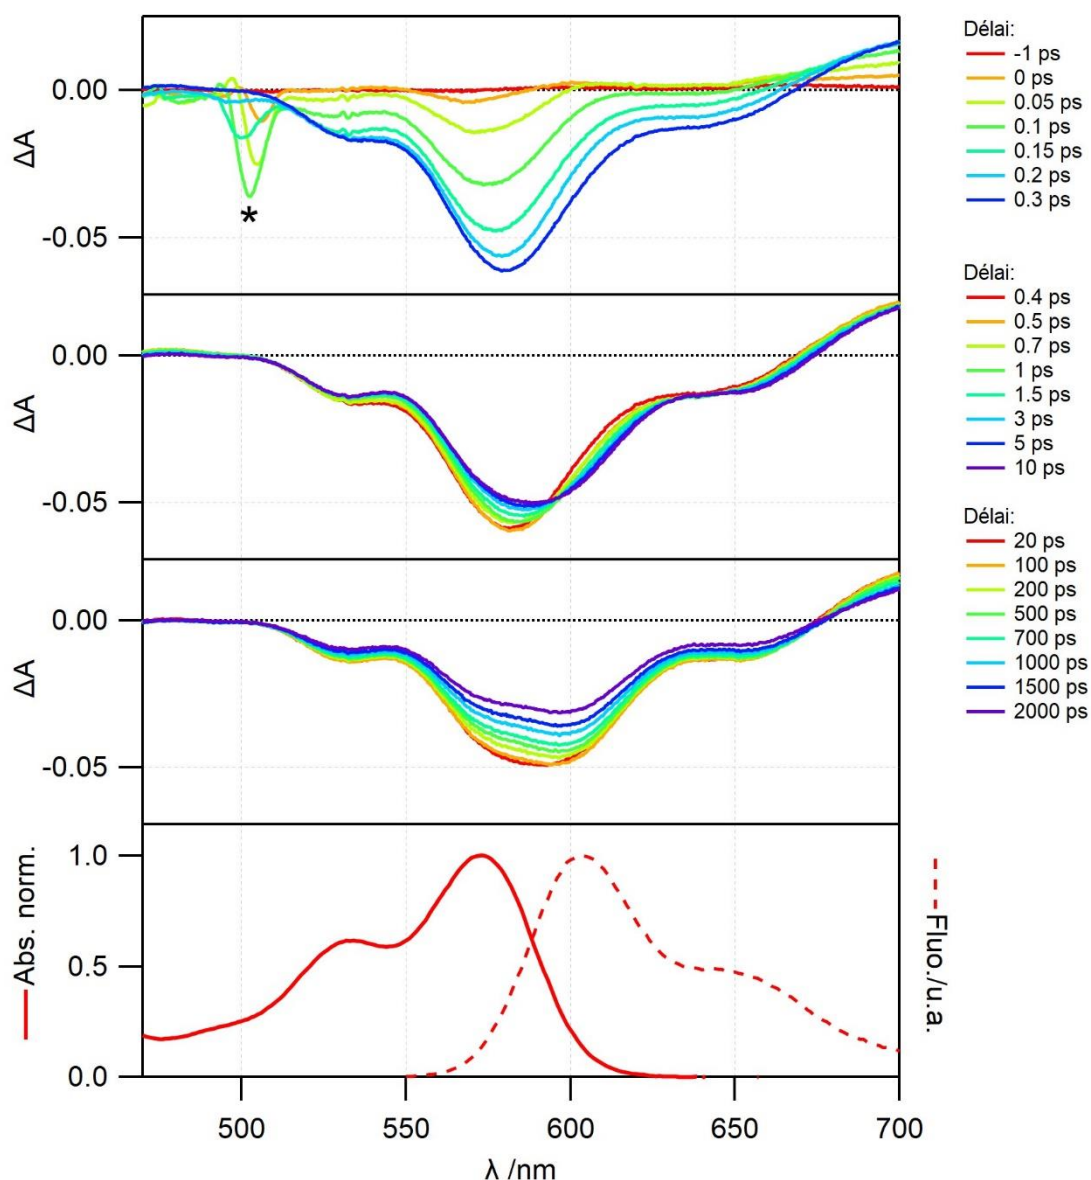 0.00
-0.05
ΔA
*
Délai:
-1 ps
0 ps
0.05 ps
0.1 ps
0.15 ps
0.2 ps
0.3 ps
0.00
-0.05
ΔA
Délai:
0.4 ps
0.5 ps
0.7 ps
1 ps
1.5 ps
3 ps
5 ps
10 ps
0.00
-0.05
ΔA
Délai:
20 ps
100 ps
200 ps
500 ps
700 ps
1000 ps
1500 ps
2000 ps
1.0
0.5
0.0
Abs. norm.
Fluo./u.a.
500 550 600 650 700
λ /nm